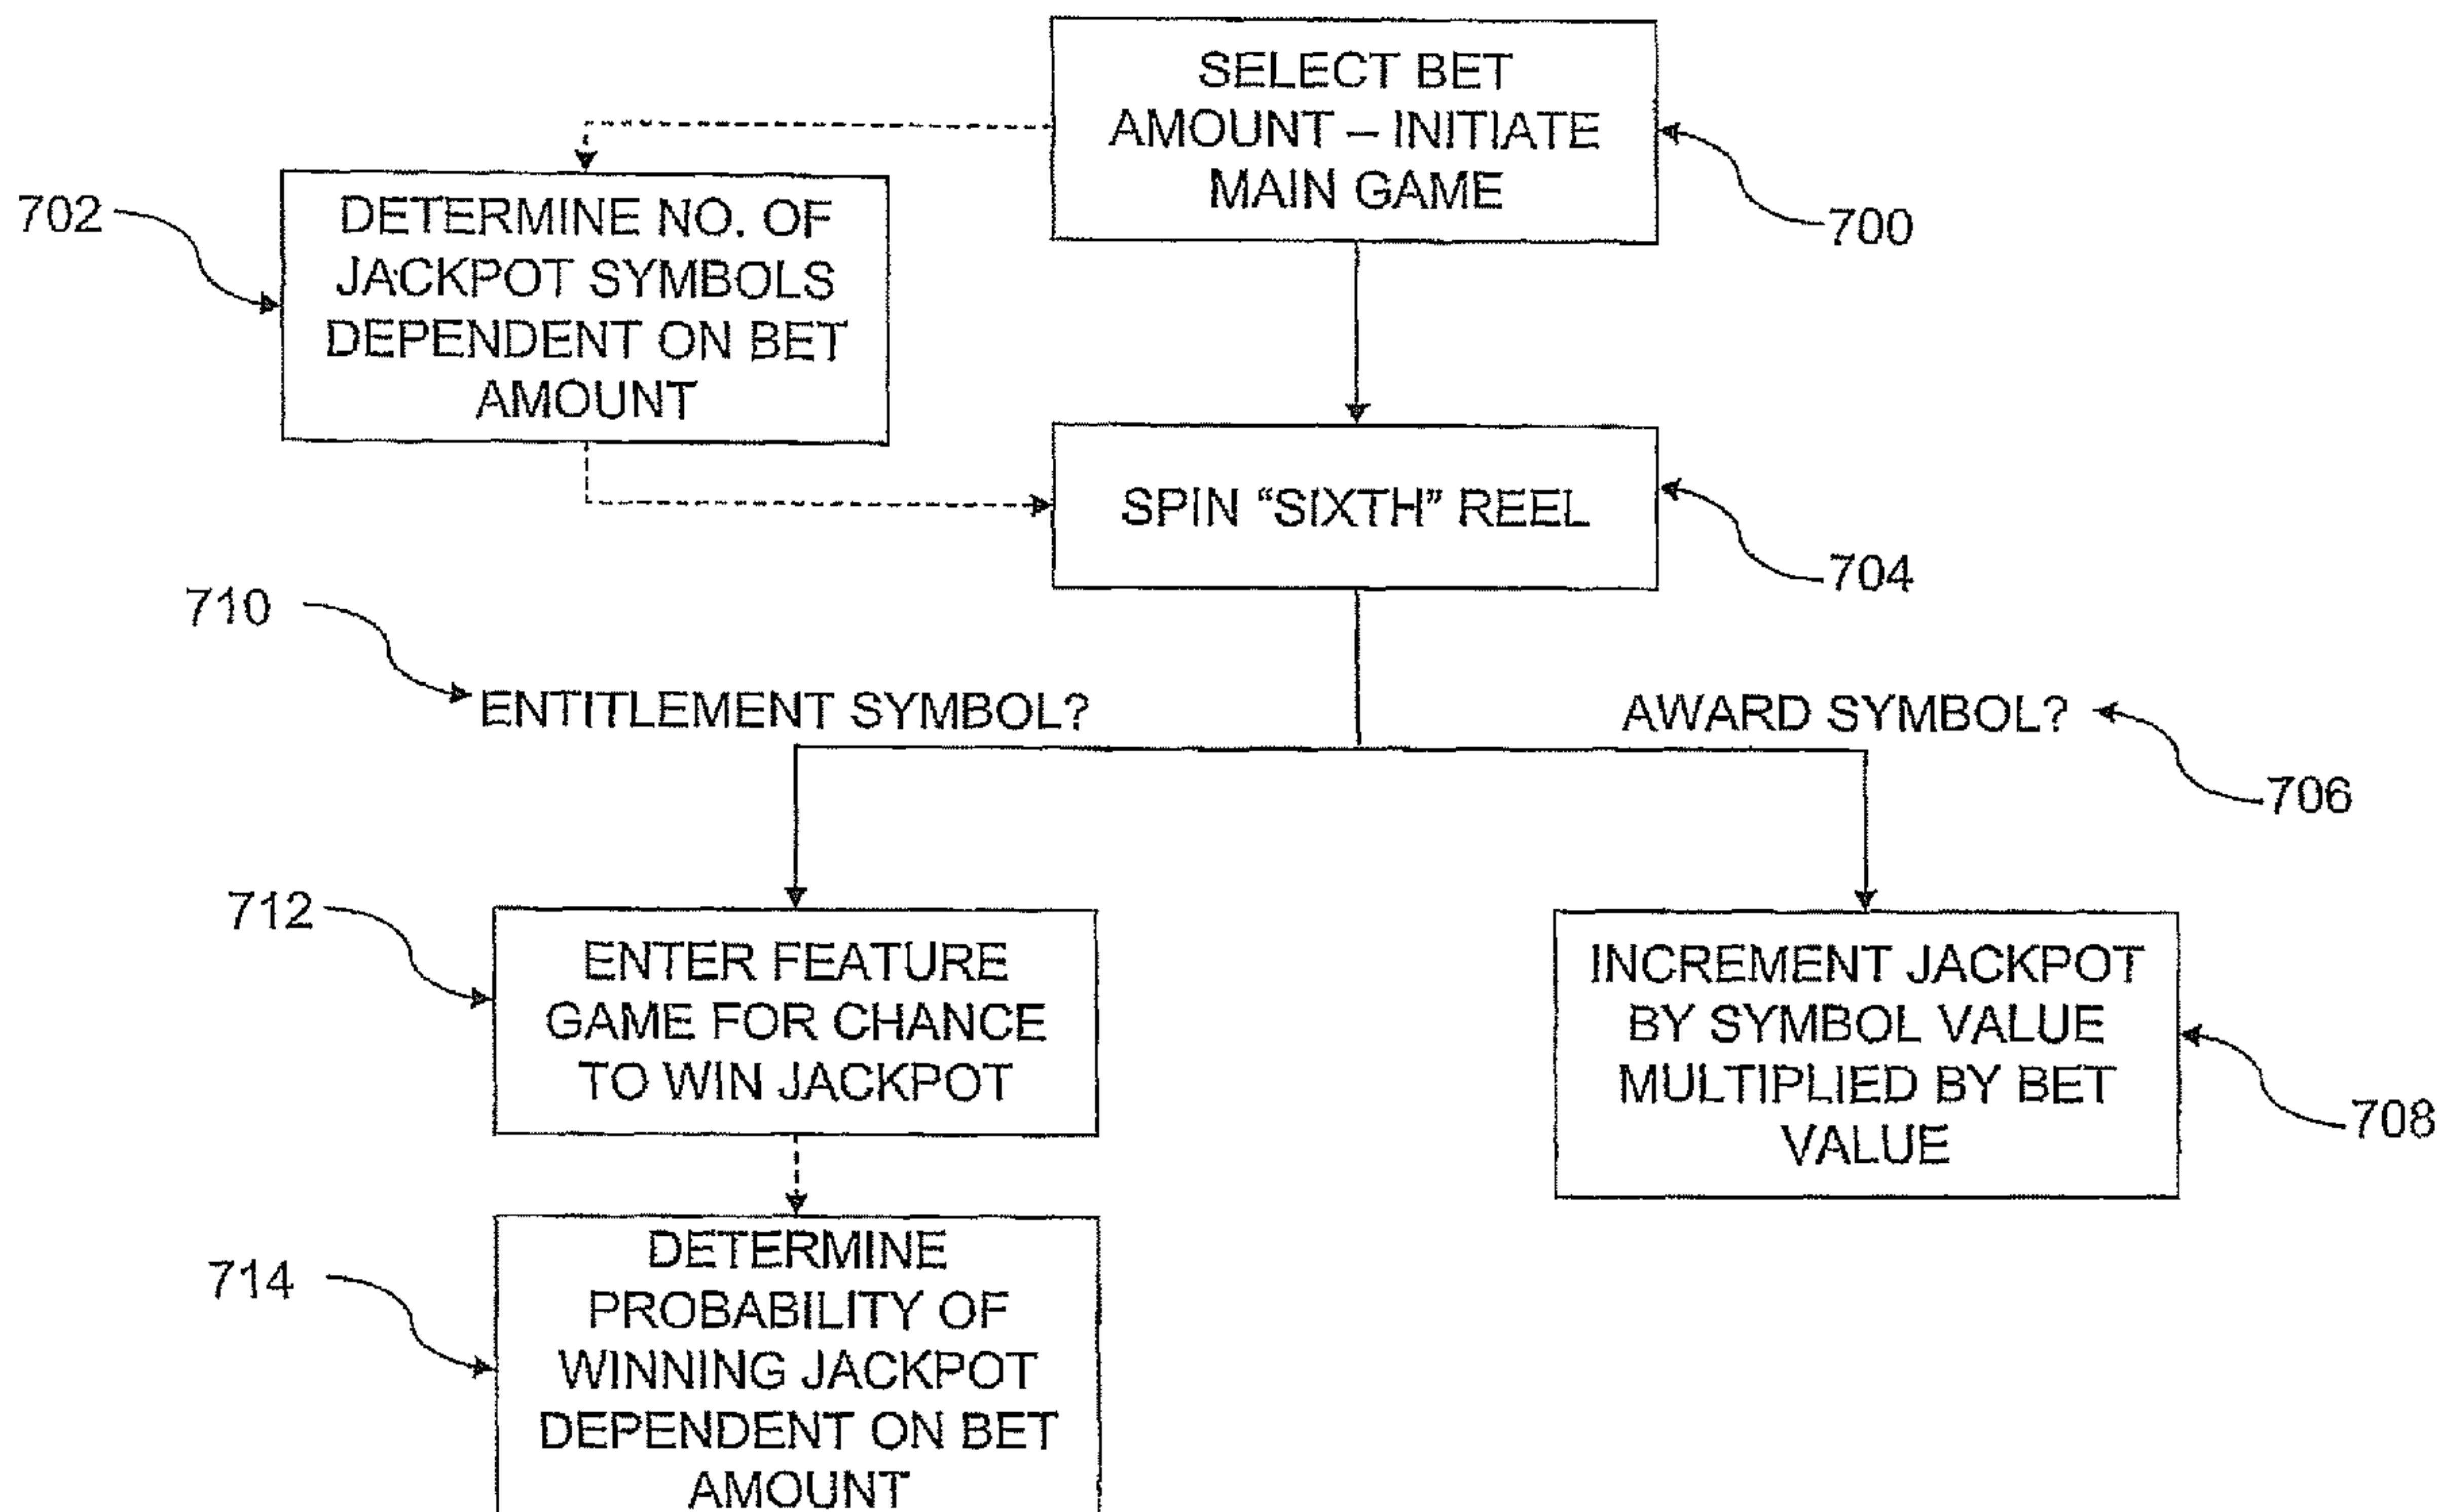 SELECT BET
AMOUNT – INITIATE
MAIN GAME
700
702
DETERMINE NO. OF
JACKPOT SYMBOLS
DEPENDENT ON BET
AMOUNT
SPIN “SIXTH” REEL
704
710
ENTITLEMENT SYMBOL?
AWARD SYMBOL?
706
712
ENTER FEATURE
GAME FOR CHANCE
TO WIN JACKPOT
INCREMENT JACKPOT
BY SYMBOL VALUE
MULTIPLIED BY BET
VALUE
708
714
DETERMINE
PROBABILITY OF
WINNING JACKPOT
DEPENDENT ON BET
AMOUNT